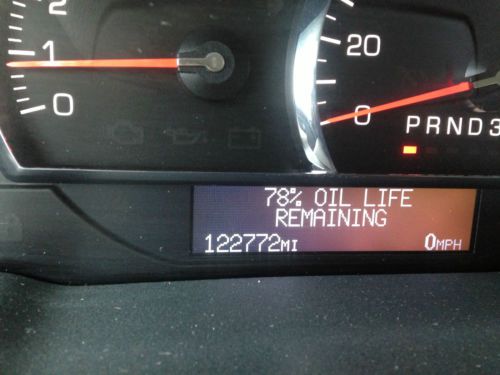 2
1
0
20
0
PRND3
78% OIL LIFE
REMAINING
122772MI 0MPH